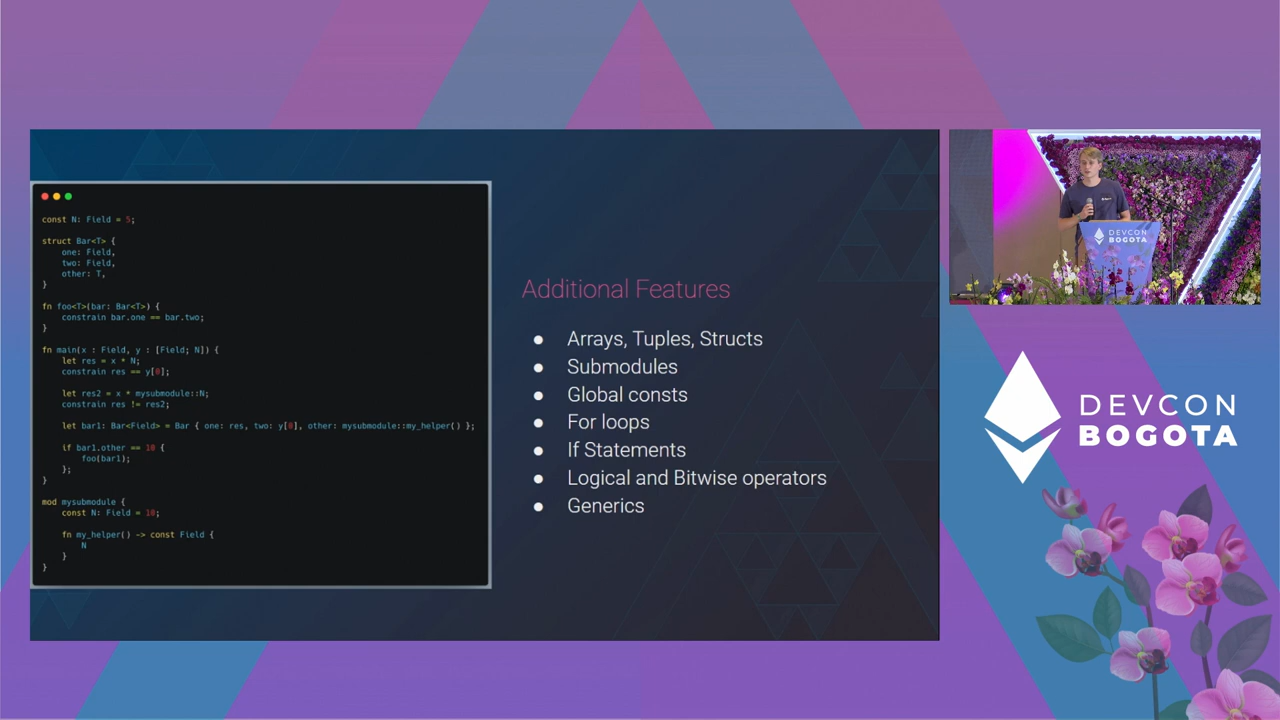 const N: Field = 5;
struct Bar<T> {
one: Field,
two: Field,
other: T,
}
fn foo<T>(bar: Bar<T>) {
constrain bar.one == bar.two;
}
fn main(x : Field, y : [Field; N]) {
let res = x * N;
constrain res == y[0];
let res2 = x * mysubmodule::N;
constrain res != res2;
let bar1: Bar<Field> = Bar { one: res, two: y[0], other: mysubmodule::my_helper() };
if bar1.other == 10 {
foo(bar1);
};
}
mod mysubmodule {
const N: Field = 10;
fn my_helper() -> const Field {
N
}
}
Additional Features
● Arrays, Tuples, Structs
● Submodules
● Global consts
● For loops
● If Statements
● Logical and Bitwise operators
● Generics
DEVCON
BOGOTA
DEVCON
BOGOTA